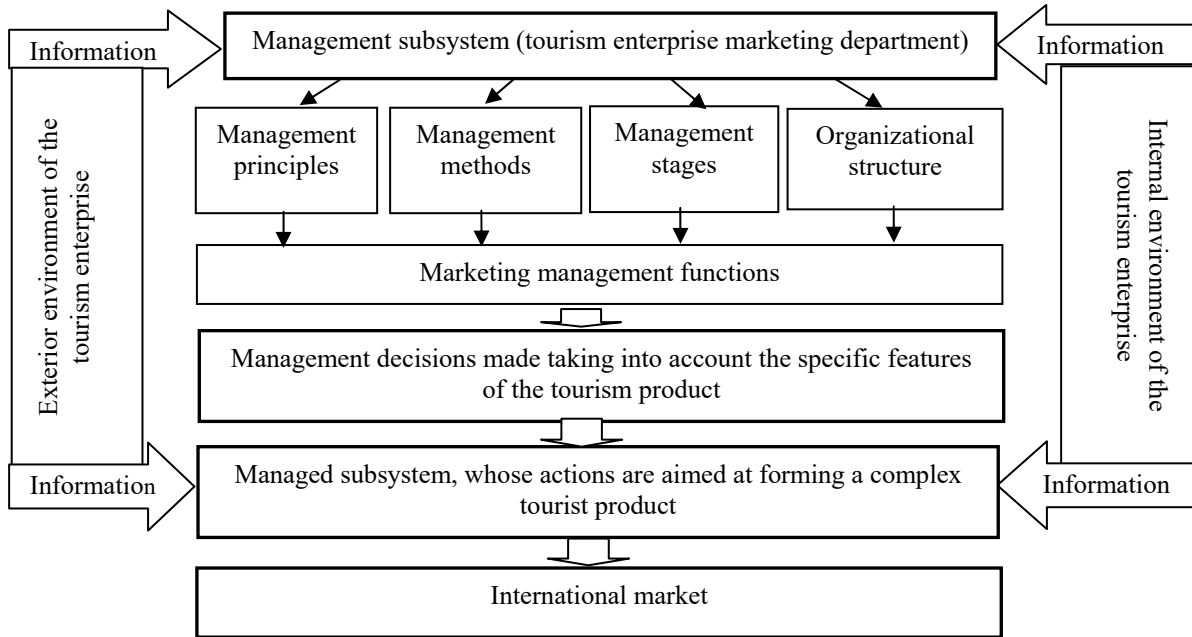 Information
Management subsystem (tourism enterprise marketing department)
Information
Management
principles
Management
methods
Management
stages
Organizational
structure
Exterior environment of the
tourism enterprise
Internal environment of the
tourism enterprise
Marketing management functions
Management decisions made taking into account the specific features
of the tourism product
Information
Managed subsystem, whose actions are aimed at forming a complex
tourist product
Information
International market